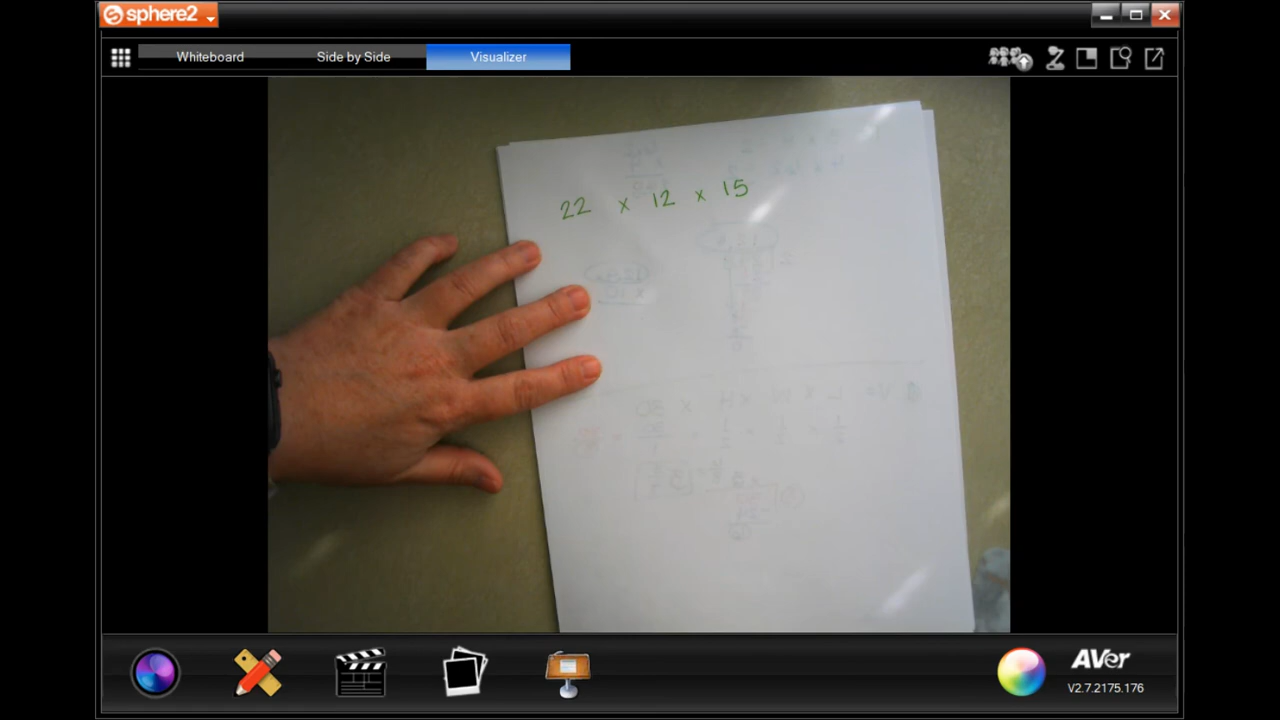 sphere2
Whiteboard Side by Side Visualizer
22 x 12 x 15
AVer
V2.7.2175.176